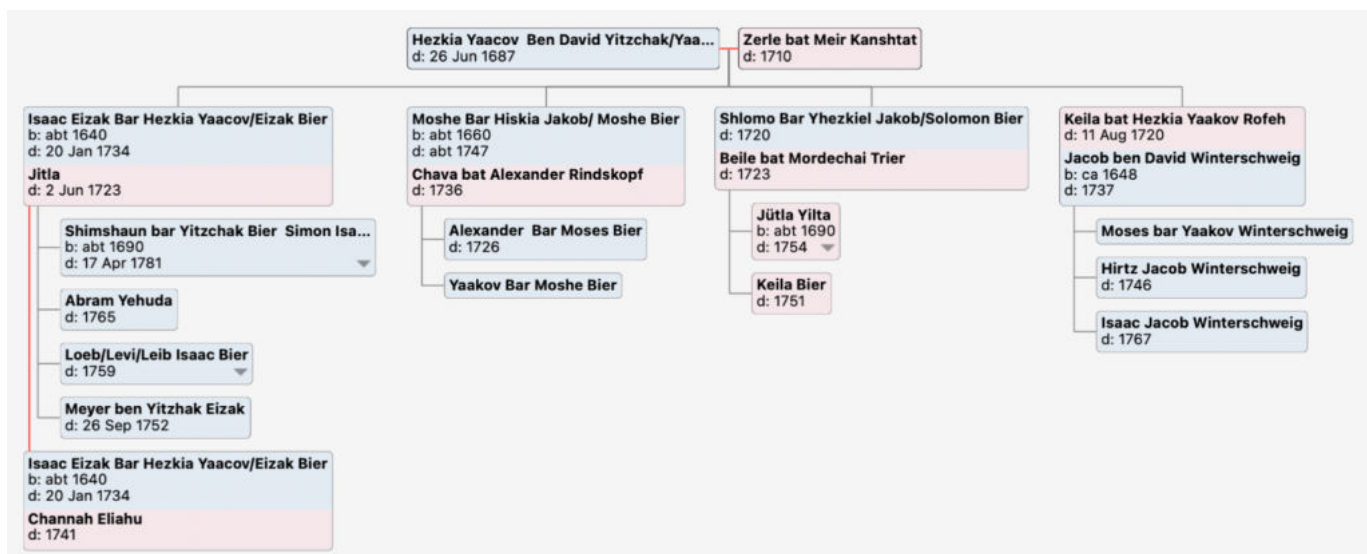 Hezkia Yaacov Ben David Yitzchak/Yaa...
d: 26 Jun 1687
Zerle bat Meir Kanshtat
d: 1710
Isaac Eizak Bar Hezkia Yaacov/Eizak Bier
b: abt 1640
d: 20 Jan 1734
Jitla
d: 2 Jun 1723
Shimshaun bar Yitzchak Bier Simon Isa...
b: abt 1690
d: 17 Apr 1781
Abram Yehuda
d: 1765
Loeb/Levi/Leib Isaac Bier
d: 1759
Meyer ben Yitzhak Eizak
d: 26 Sep 1752
Isaac Eizak Bar Hezkia Yaacov/Eizak Bier
b: abt 1640
d: 20 Jan 1734
Channah Eliahu
d: 1741
Moshe Bar Hiskia Jakob/ Moshe Bier
b: abt 1660
d: abt 1747
Chava bat Alexander Rindskopf
d: 1736
Alexander Bar Moses Bier
d: 1726
Yaakov Bar Moshe Bier
Shlomo Bar Yhezkiel Jakob/Solomon Bier
d: 1720
Beile bat Mordechai Trier
d: 1723
Jütla Yilta
b: abt 1690
d: 1754
Keila Bier
d: 1751
Keila bat Hezkia Yaakov Rofeh
d: 11 Aug 1720
Jacob ben David Winterschweig
b: ca 1648
d: 1737
Moses bar Yaakov Winterschweig
Hirtz Jacob Winterschweig
d: 1746
Isaac Jacob Winterschweig
d: 1767